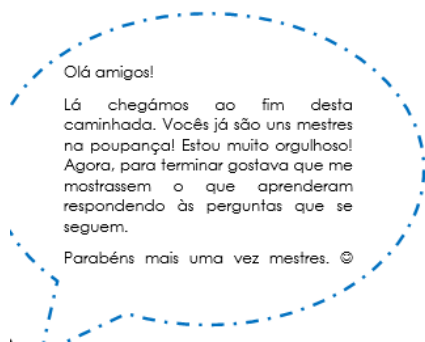 Olá amigos!
Lá chegámos ao fim desta
caminhada. Vocês já são uns mestres
na poupança! Estou muito orgulhoso!
Agora, para terminar gostava que me
mostrassem o que aprenderam
respondendo às perguntas que se
seguem.
Parabéns mais uma vez mestres. ☺